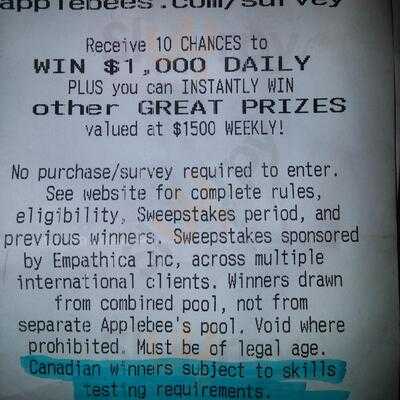 applebees.com/survey
Receive 10 CHANCES to
WIN $1,000 DAILY
PLUS you can INSTANTLY WIN
other GREAT PRIZES
valued at $1500 WEEKLY!
No purchase/survey required to enter.
See website for complete rules,
eligibility, Sweepstakes period, and
previous winners. Sweepstakes sponsored
by Empathica Inc, across multiple
international clients. Winners drawn
from combined pool, not from
separate Applebee's pool. Void where
prohibited. Must be of legal age.
Canadian winners subject to skills
testing requirements.